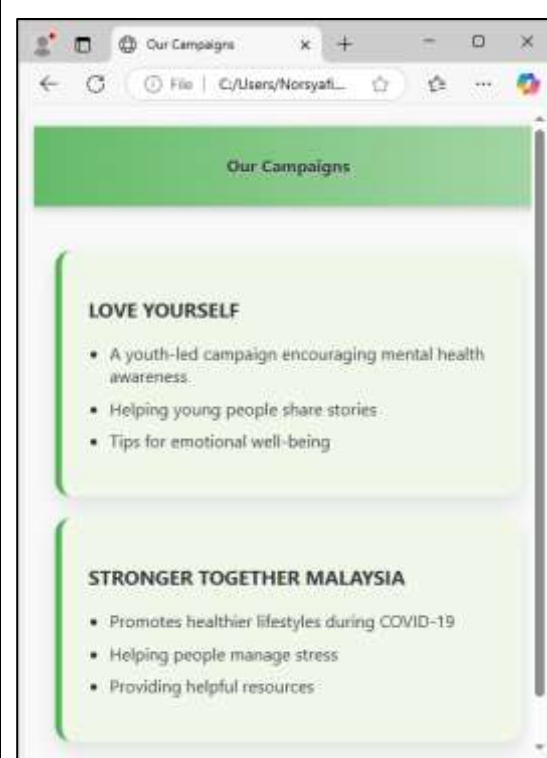 Our Campaigns
File | C:/Users/Norsyafi...
Our Campaigns
LOVE YOURSELF
A youth-led campaign encouraging mental health
awareness.
Helping young people share stories
Tips for emotional well-being
STRONGER TOGETHER MALAYSIA
Promotes healthier lifestyles during COVID-19
Helping people manage stress
Providing helpful resources